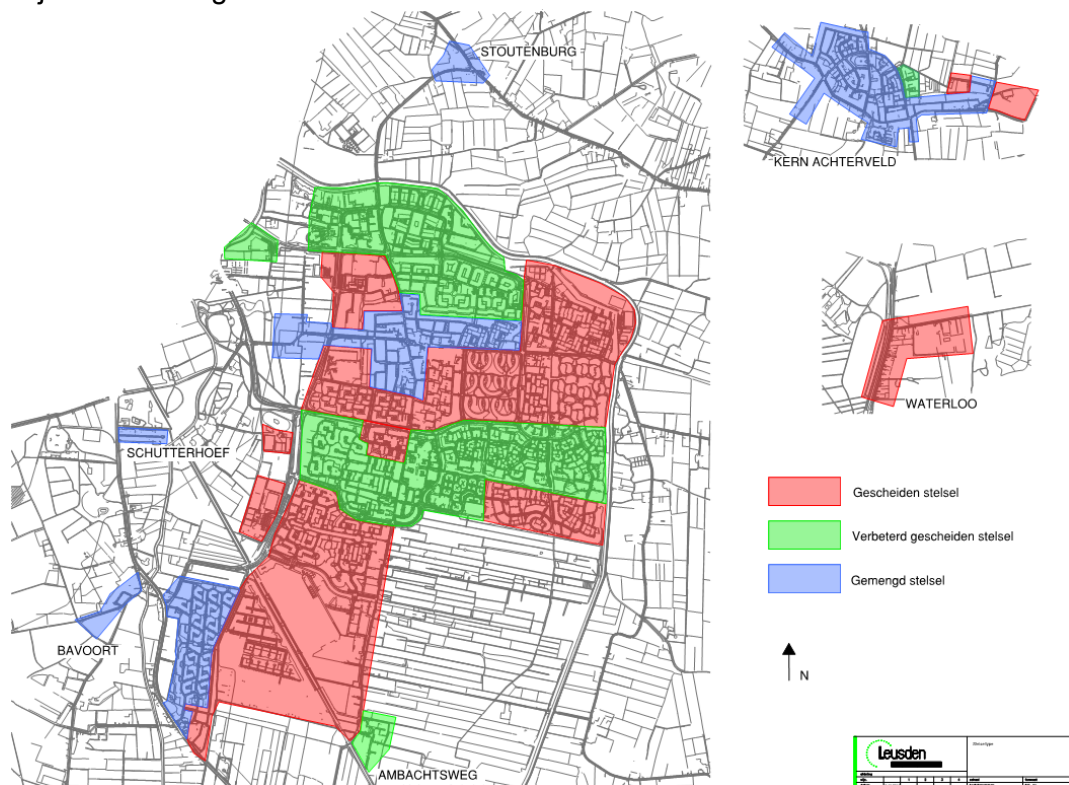 STOUTENBURG
KERN ACHTERVELD
WATERLOO
SCHUTTERHOEF
BAVOORT
AMBACHTSWEG
Gescheiden stelsel
Verbeterd gescheiden stelsel
Gemengd stelsel
N
Leusden